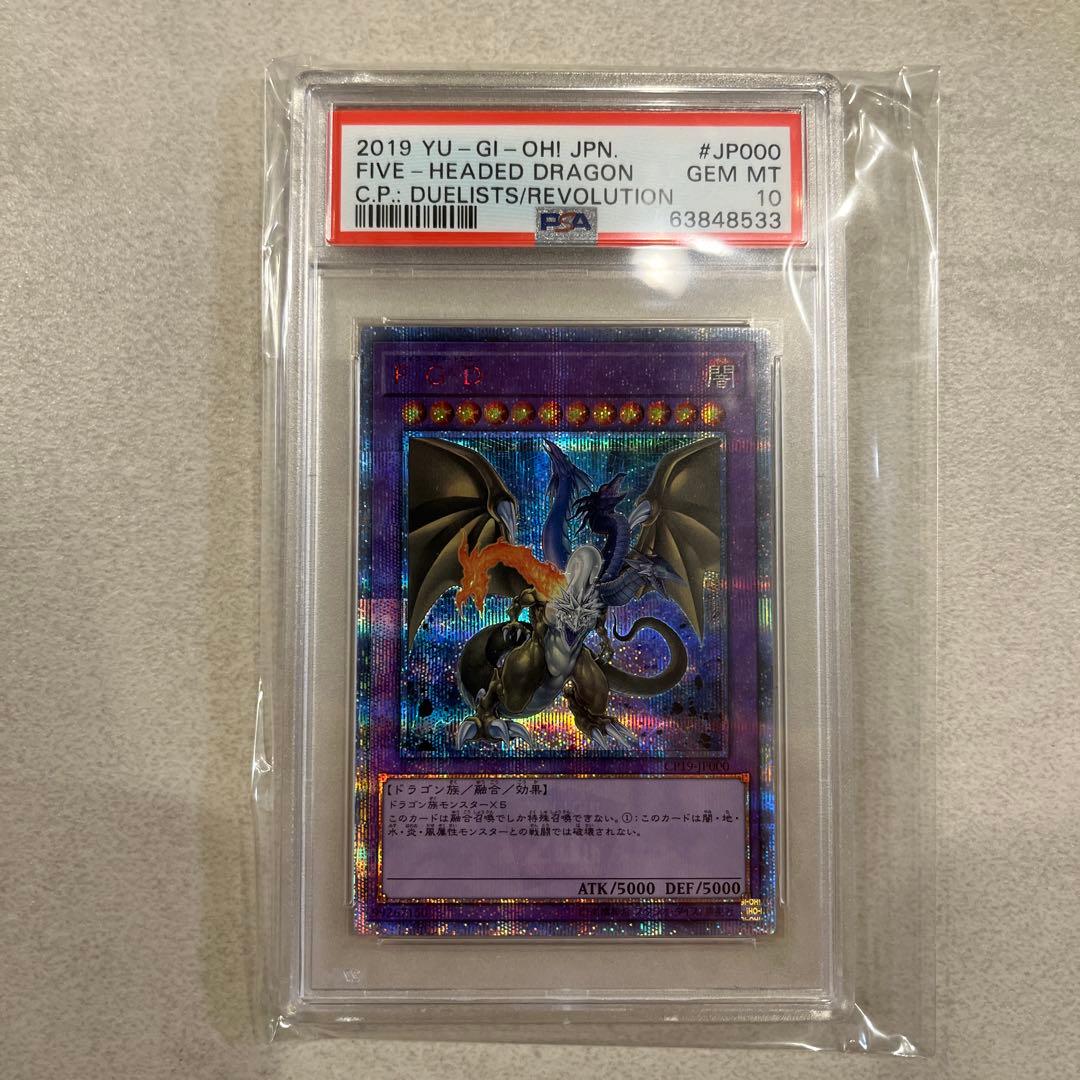 2019 YU-GI-OH! JPN. #JP000
FIVE-HEADED DRAGON GEM MT
C.P.: DUELISTS/REVOLUTION 10
PSA 63848533
F・G・D 闇
CP19-JP000
【ドラゴン族/融合/効果】
ドラゴン族モンスター×5
このカードは融合召喚でしか特殊召喚できない。①:このカードは闇・地・
水・炎・風属性モンスターとの戦闘では破壊されない。
ATK/5000 DEF/5000